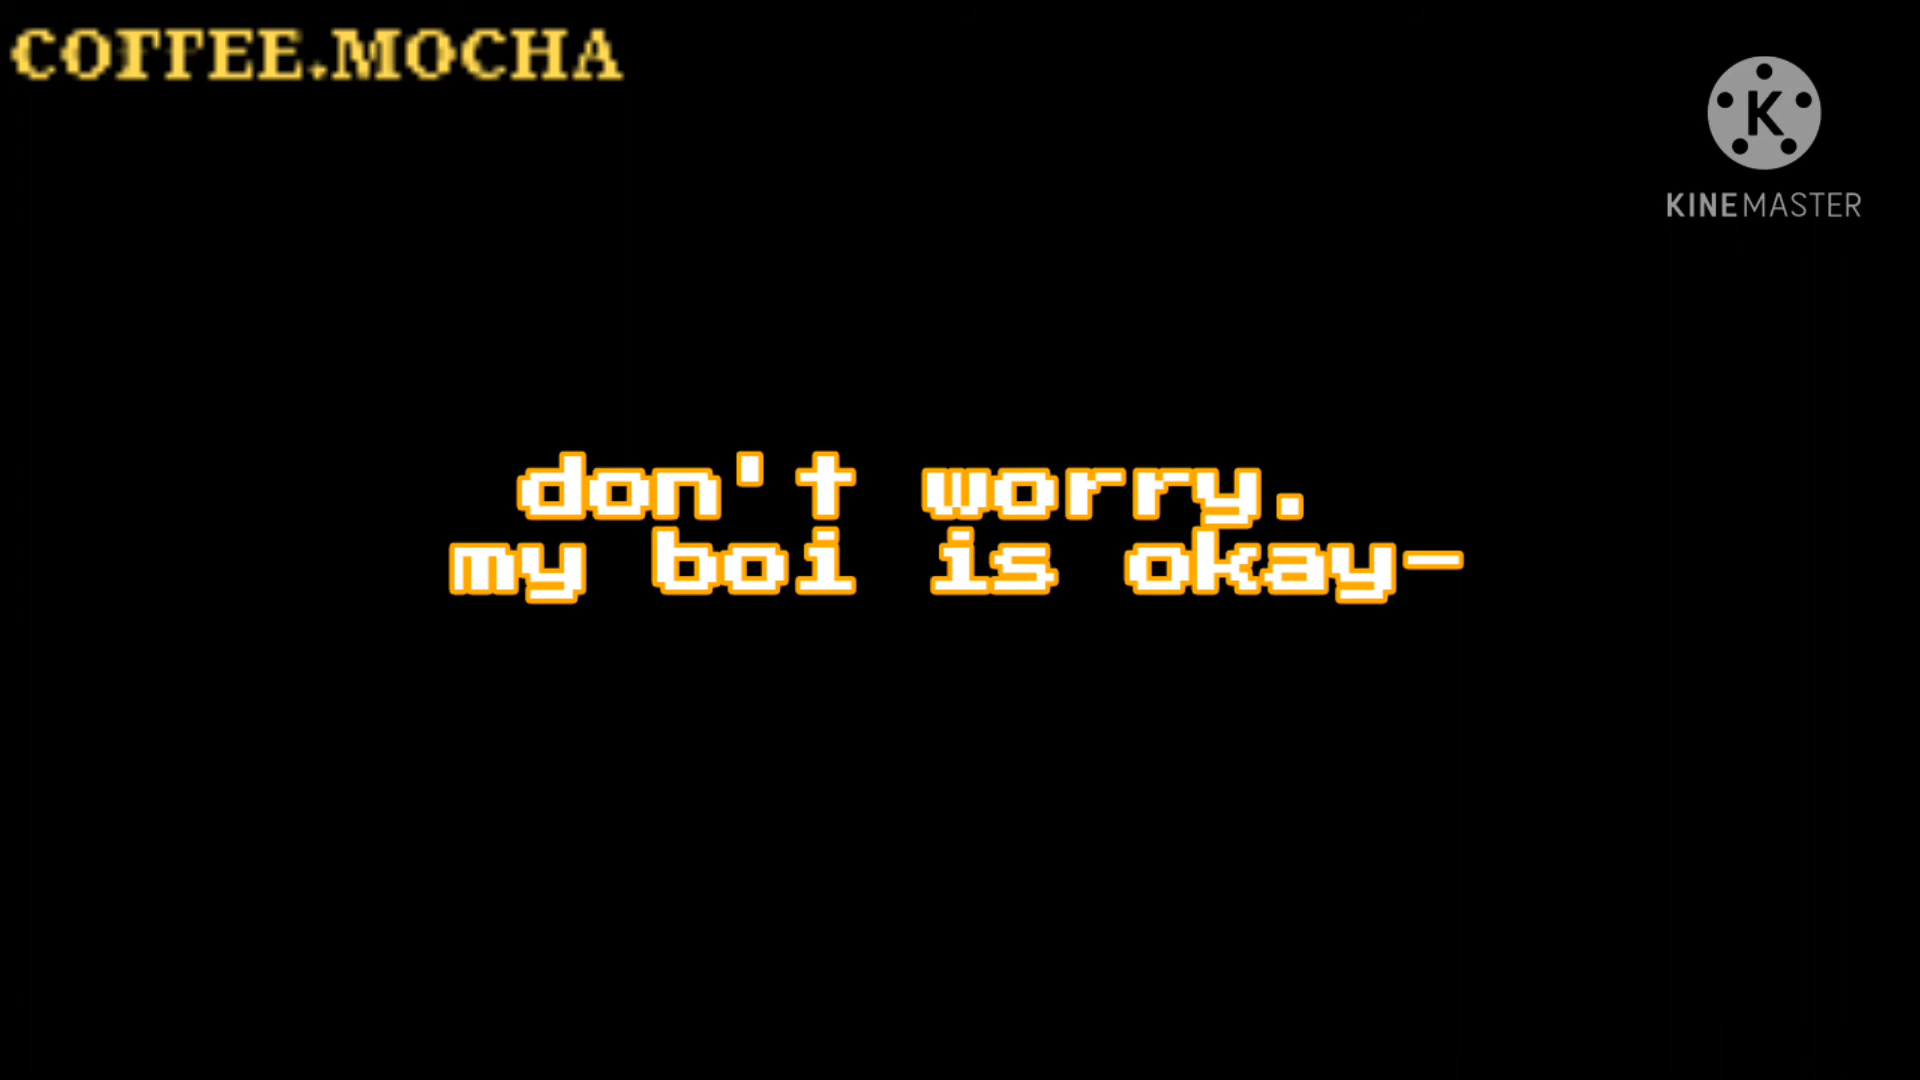 COFFEE.MOCHA
K
KINEMASTER
don't worry.
my boi is okay-